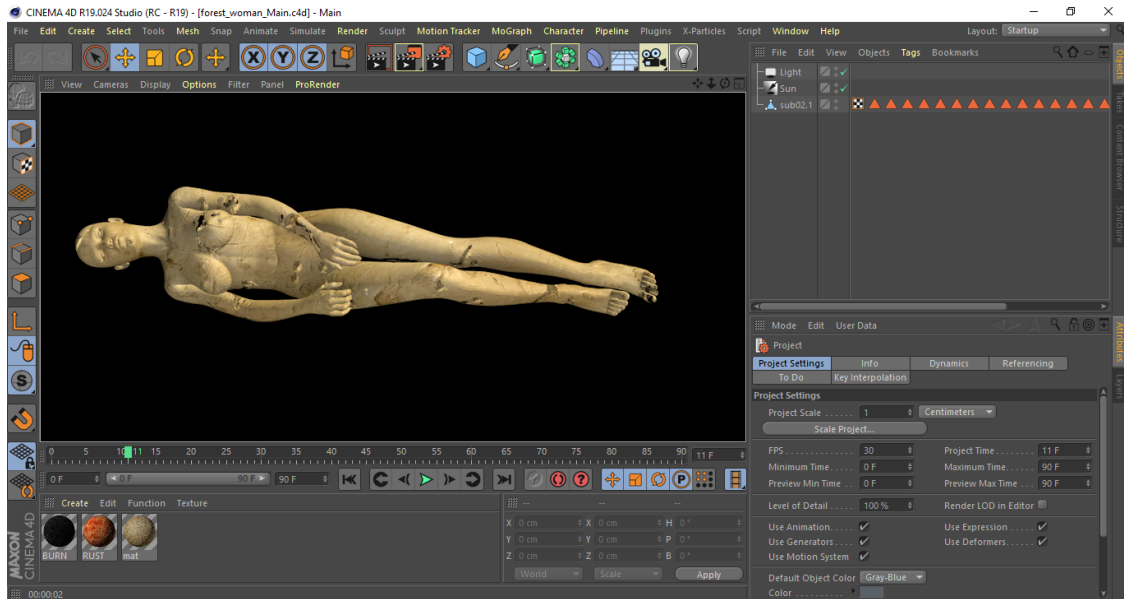 CINEMA 4D R19.024 Studio (RC - R19) - [forest_woman_Main.c4d] - Main
File Edit Create Select Tools Mesh Snap Animate Simulate Render Sculpt Motion Tracker MoGraph Character Pipeline Plugins X-Particles Script Window Help Layout: Startup
X Y Z
File Edit View Objects Tags Bookmarks
View Cameras Display Options Filter Panel ProRender
Light
Sun
sub02.1
Objects
Takes
Content Browser
Structure
Mode Edit User Data
Project
Project Settings Info Dynamics Referencing
To Do Key Interpolation
Project Settings
Project Scale ...... 1 Centimeters
Scale Project...
FPS 30 Project Time 11 F
Minimum Time 0 F Maximum Time 90 F
Preview Min Time 0 F Preview Max Time 90 F
Level of Detail 100 % Render LOD in Editor
Use Animation Use Expression
Use Generators Use Deformers
Use Motion System
Default Object Color Gray-Blue
Color
Attributes
Layers
S
0 5 10 11 15 20 25 30 35 40 45 50 55 60 65 70 75 80 85 90 11 F
0 F 0 F 90 F 90 F P
Create Edit Function Texture
BURN RUST mat
-- -- --
X 0 cm X 0 cm H 0°
Y 0 cm Y 0 cm P 0°
Z 0 cm Z 0 cm B 0°
World Scale Apply
MAXON
CINEMA 4D
00:00:02